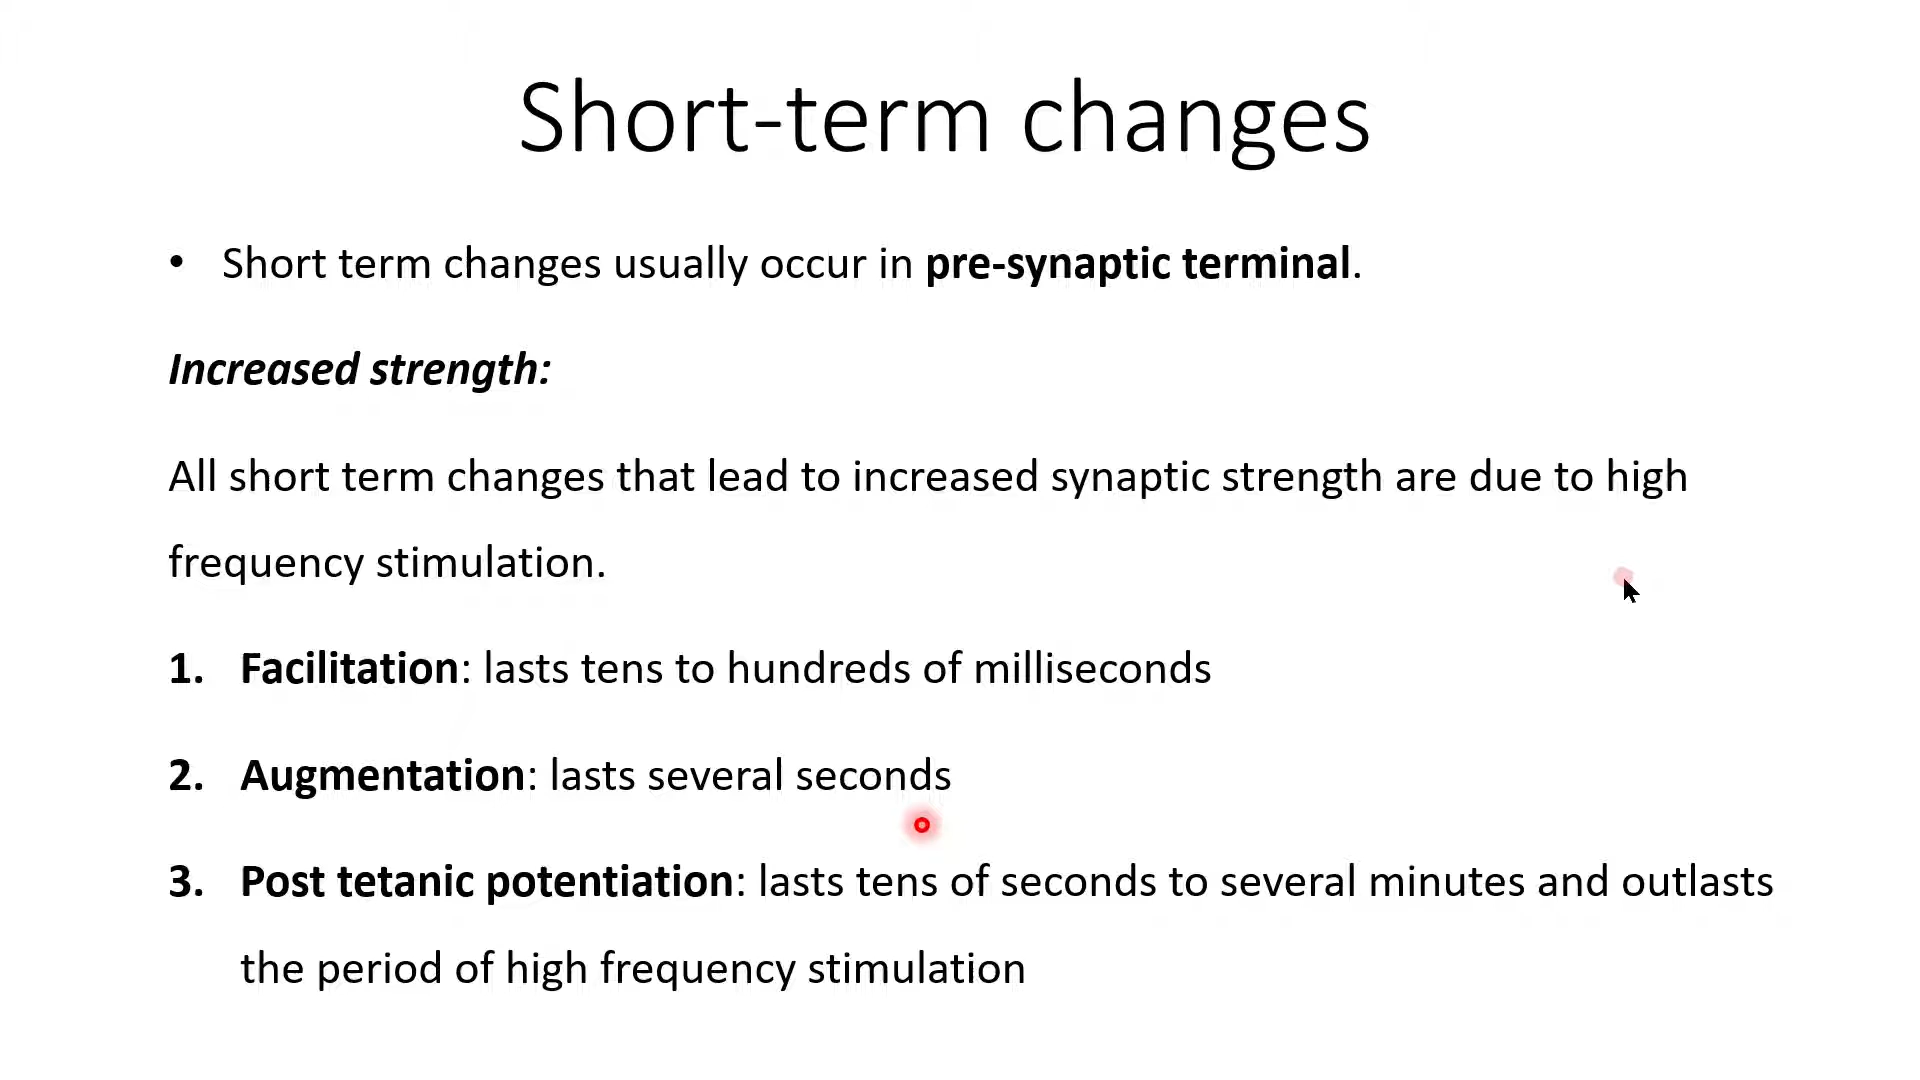 Short-term changes
• Short term changes usually occur in pre-synaptic terminal.
Increased strength:
All short term changes that lead to increased synaptic strength are due to high
frequency stimulation.
1. Facilitation: lasts tens to hundreds of milliseconds
2. Augmentation: lasts several seconds
3. Post tetanic potentiation: lasts tens of seconds to several minutes and outlasts
the period of high frequency stimulation